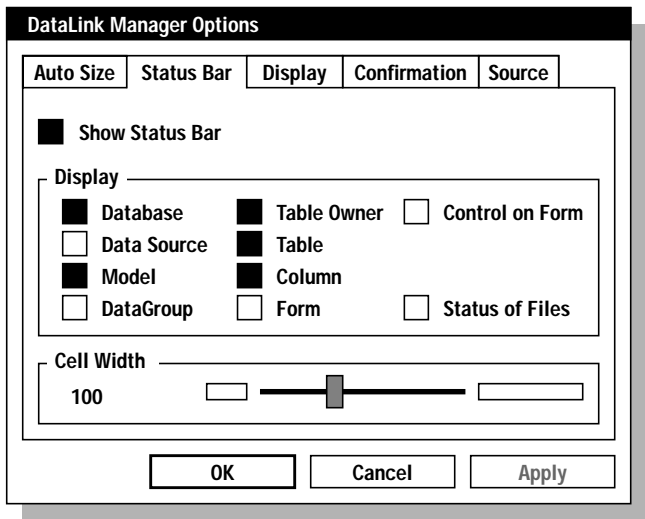 DataLink Manager Options
Auto Size Status Bar Display Confirmation Source
Show Status Bar
Display
Database Table Owner Control on Form
Data Source Table
Model Column
DataGroup Form Status of Files
Cell Width
100
OK Cancel Apply